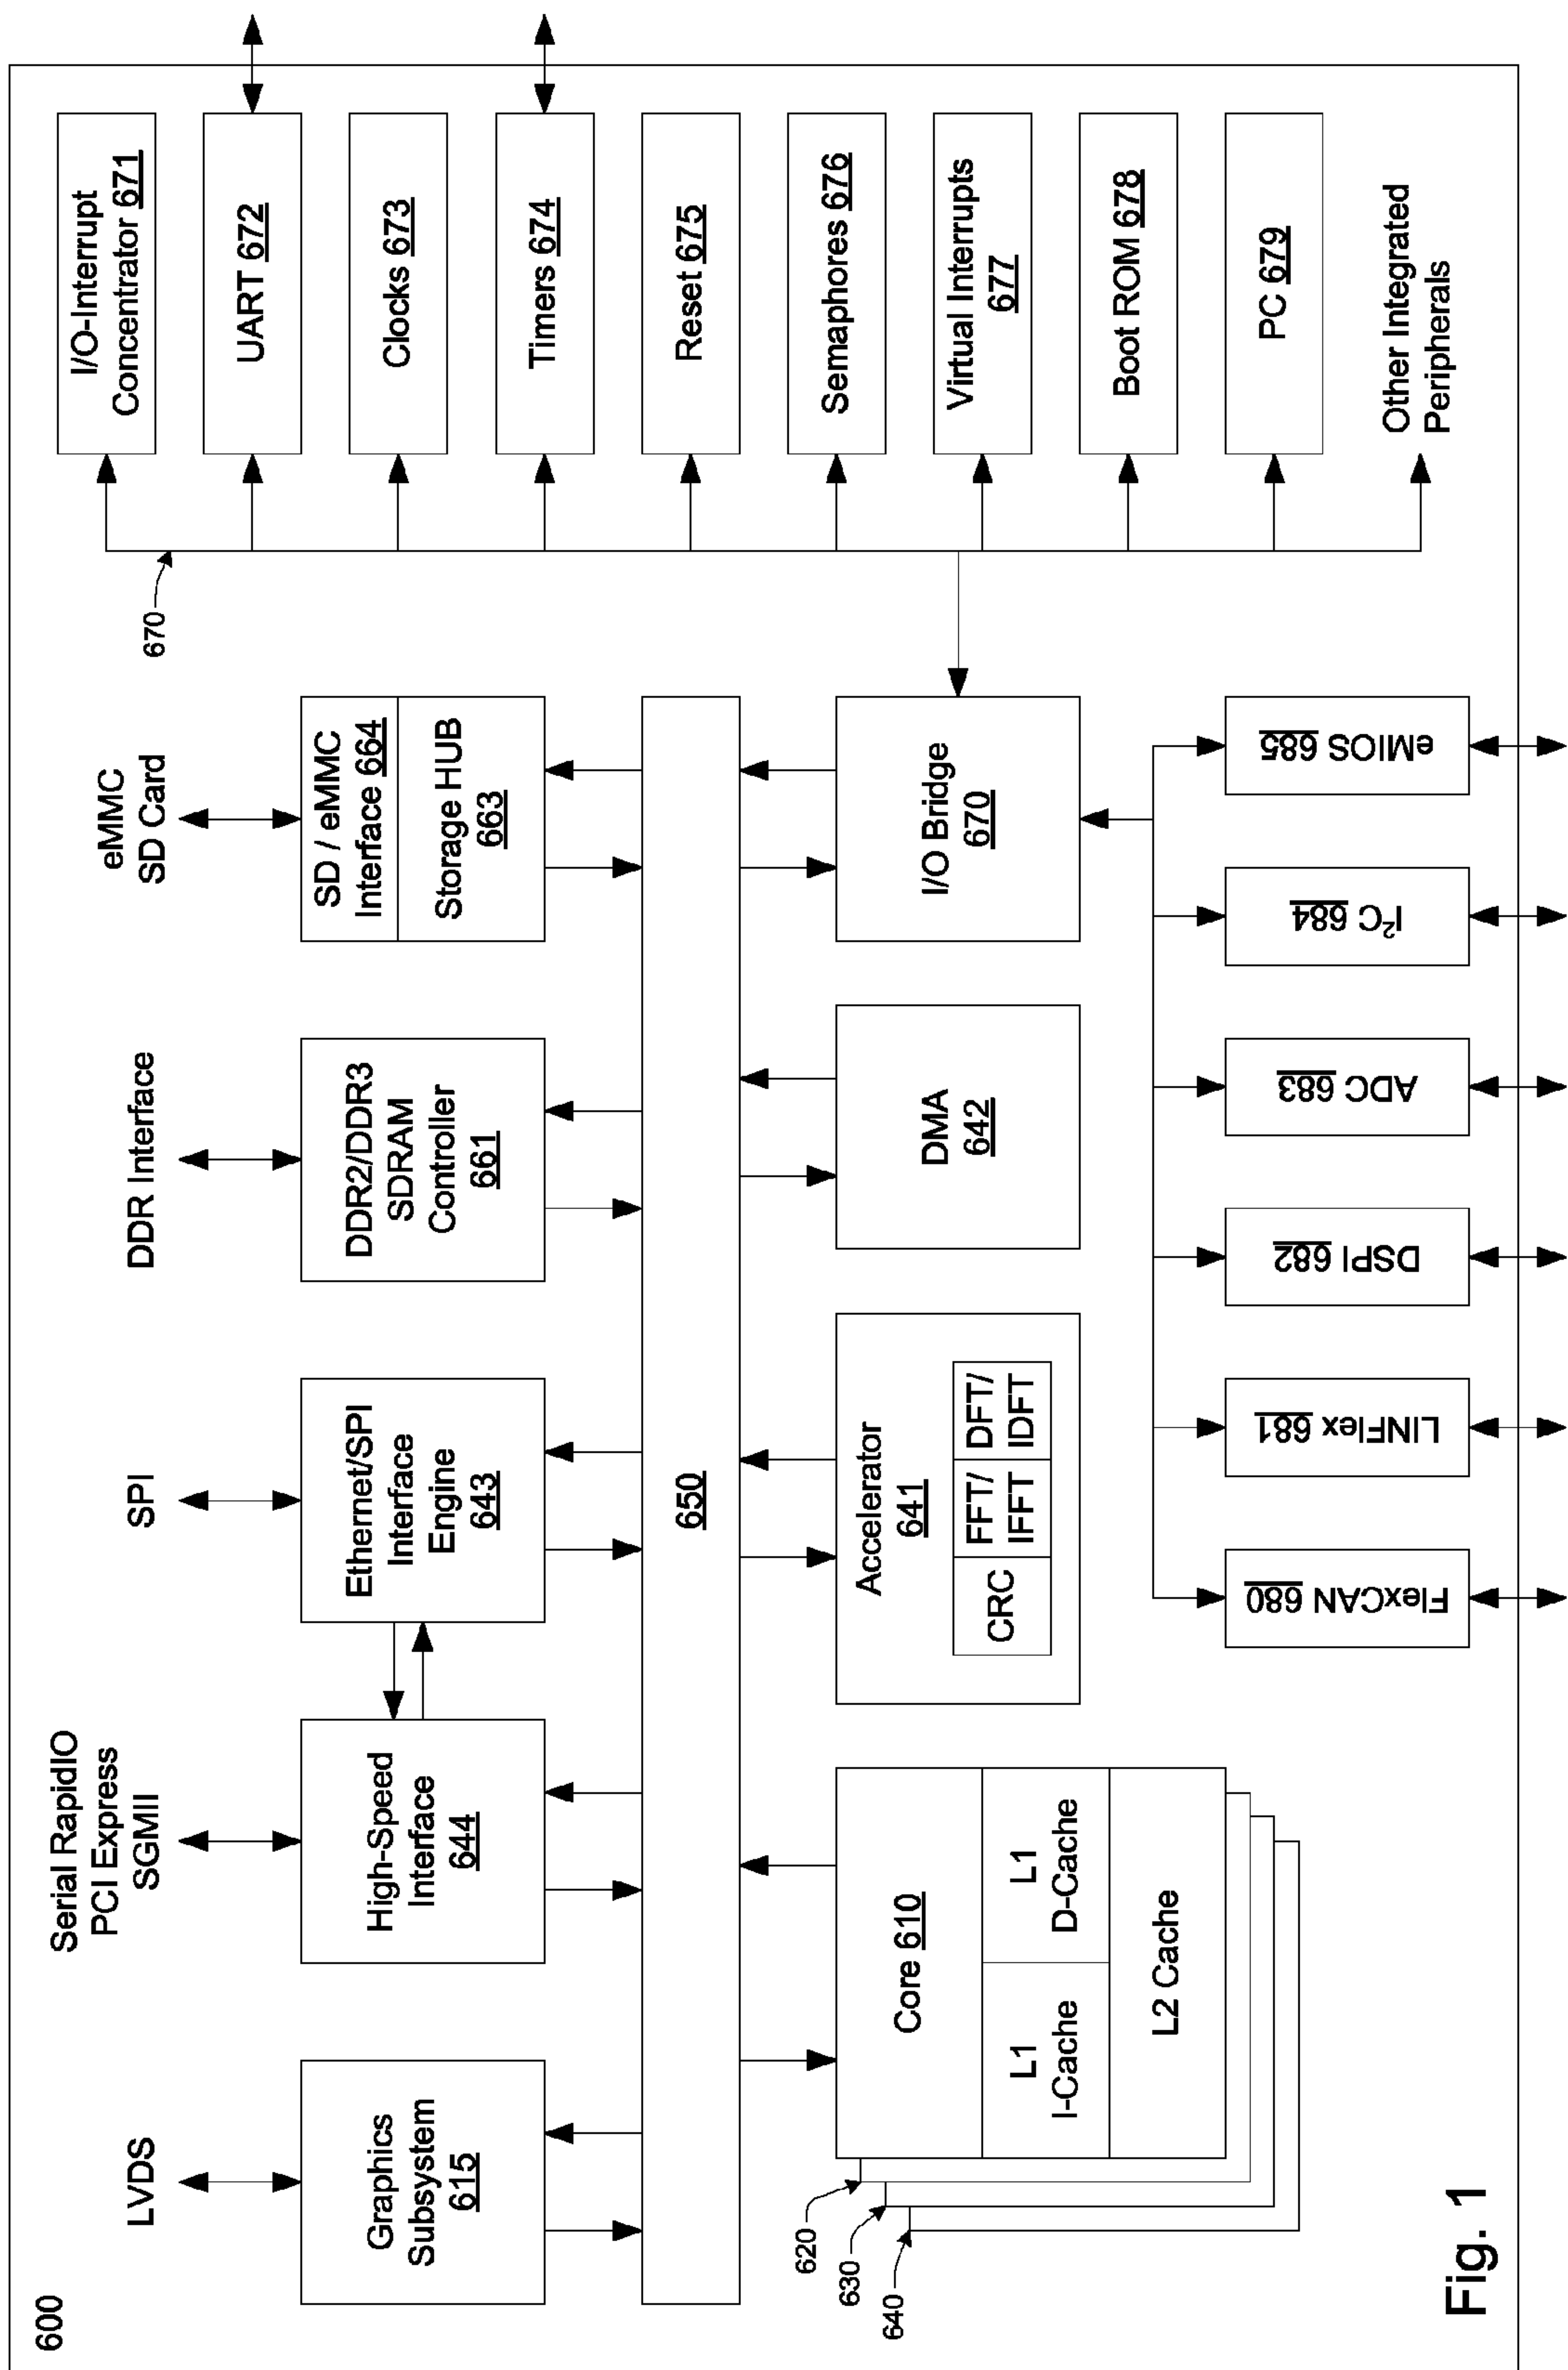 600
LVDS
Serial RapidIO
PCI Express
SGMII
SPI
DDR Interface
eMMC
SD Card
Graphics
Subsystem
615
High-Speed
Interface
644
Ethernet/SPI
Interface
Engine
643
DDR2/DDR3
SDRAM
Controller
661
SD / eMMC
Interface 664
Storage HUB
663
650
Core 610
L1
I-Cache
L1
D-Cache
L2 Cache
620
630
640
Accelerator
641
CRC
FFT/
IFFT
DFT/
IDFT
DMA
642
I/O Bridge
670
670
I/O-Interrupt
Concentrator 671
UART 672
Clocks 673
Timers 674
Reset 675
Semaphores 676
Virtual Interrupts
677
Boot ROM 678
PC 679
Other Integrated
Peripherals
FlexCAN 680
LINFlex 681
DSPI 682
ADC 683
I²C 684
eMIOS 685
Fig. 1